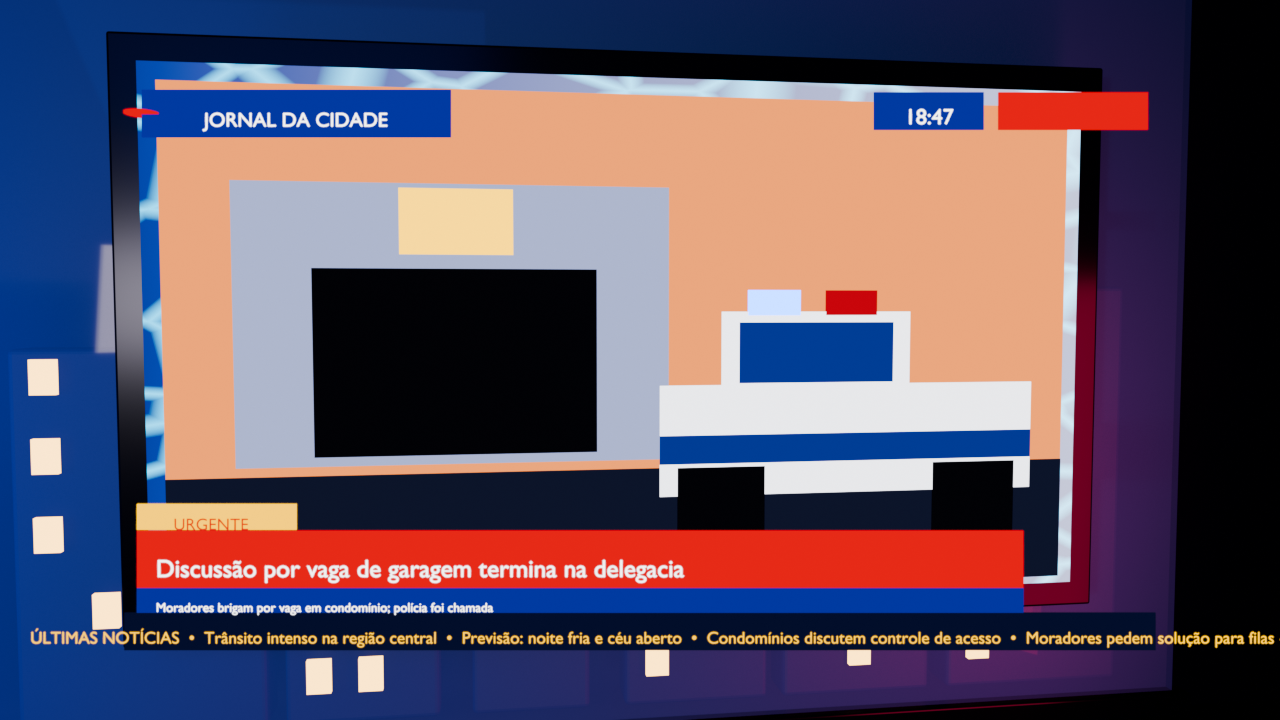 JORNAL DA CIDADE
18:47
URGENTE
Discussão por vaga de garagem termina na delegacia
Moradores brigam por vaga em condomínio; polícia foi chamada
ÚLTIMAS NOTÍCIAS • Trânsito intenso na região central • Previsão: noite fria e céu aberto • Condomínios discutem controle de acesso • Moradores pedem solução para filas